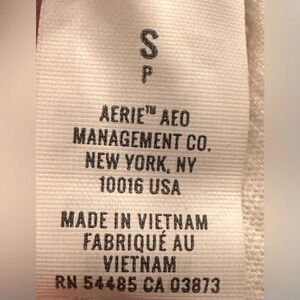 S
P
AERIE™ AEO
MANAGEMENT CO.
NEW YORK, NY
10016 USA
MADE IN VIETNAM
FABRIQUÉ AU
VIETNAM
RN 54485 CA 03873